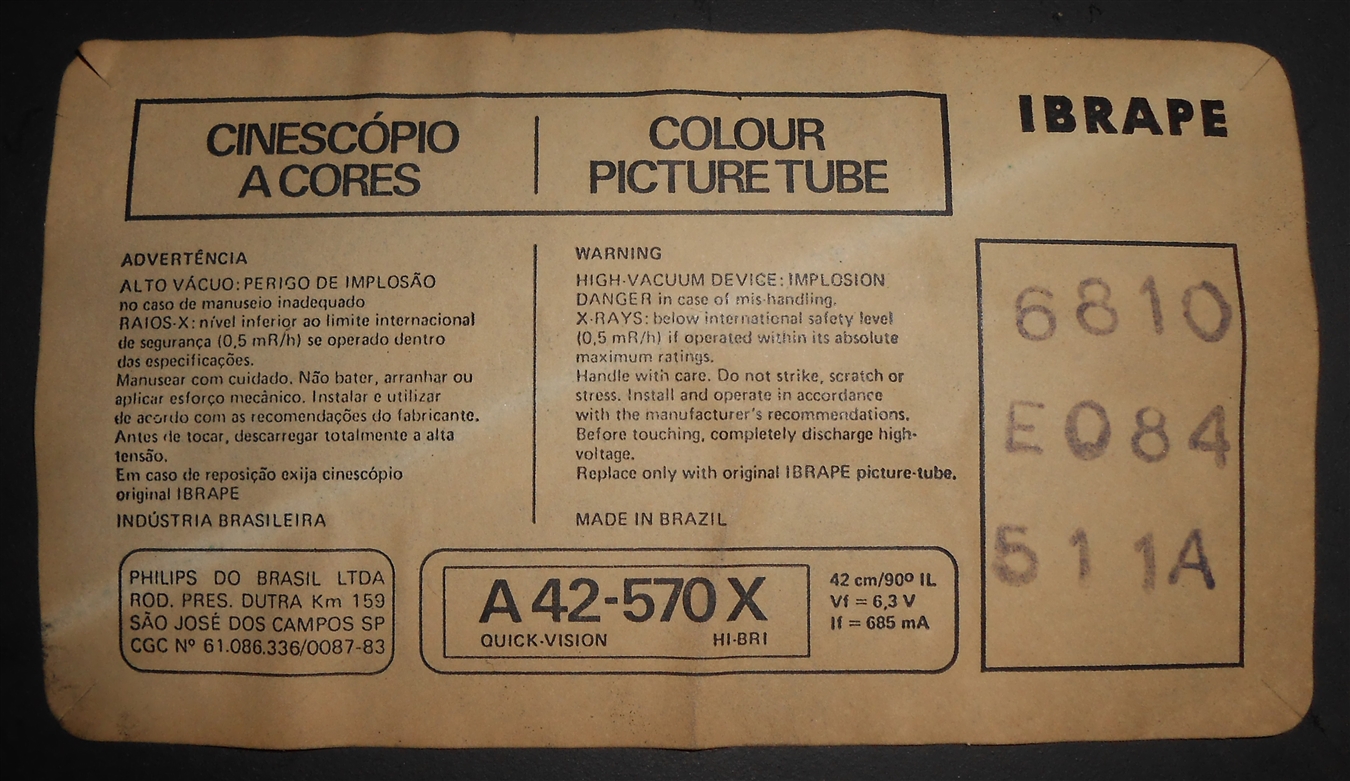 CINESCÓPIO
A CORES
COLOUR
PICTURE TUBE
IBRAPE
ADVERTÊNCIA
ALTO VÁCUO: PERIGO DE IMPLOSÃO
no caso de manuseio inadequado
RAIOS-X: nível inferior ao limite internacional
de segurança (0,5 mR/h) se operado dentro
das especificações.
Manusear com cuidado. Não bater, arranhar ou
aplicar esforço mecânico. Instalar e utilizar
de acordo com as recomendações do fabricante.
Antes de tocar, descarregar totalmente a alta
tensão.
Em caso de reposição exija cinescópio
original IBRAPE
INDÚSTRIA BRASILEIRA
WARNING
HIGH-VACUUM DEVICE: IMPLOSION
DANGER in case of mis-handling.
X-RAYS: below international safety level
(0,5 mR/h) if operated within its absolute
maximum ratings.
Handle with care. Do not strike, scratch or
stress. Install and operate in accordance
with the manufacturer's recommendations.
Before touching, completely discharge high-
voltage.
Replace only with original IBRAPE picture-tube.
MADE IN BRAZIL
6810
E084
511A
PHILIPS DO BRASIL LTDA
ROD. PRES. DUTRA Km 159
SÃO JOSÉ DOS CAMPOS SP
CGC Nº 61.086.336/0087-83
A 42-570 X
QUICK-VISION HI-BRI
42 cm/90º IL
Vf = 6,3 V
If = 685 mA